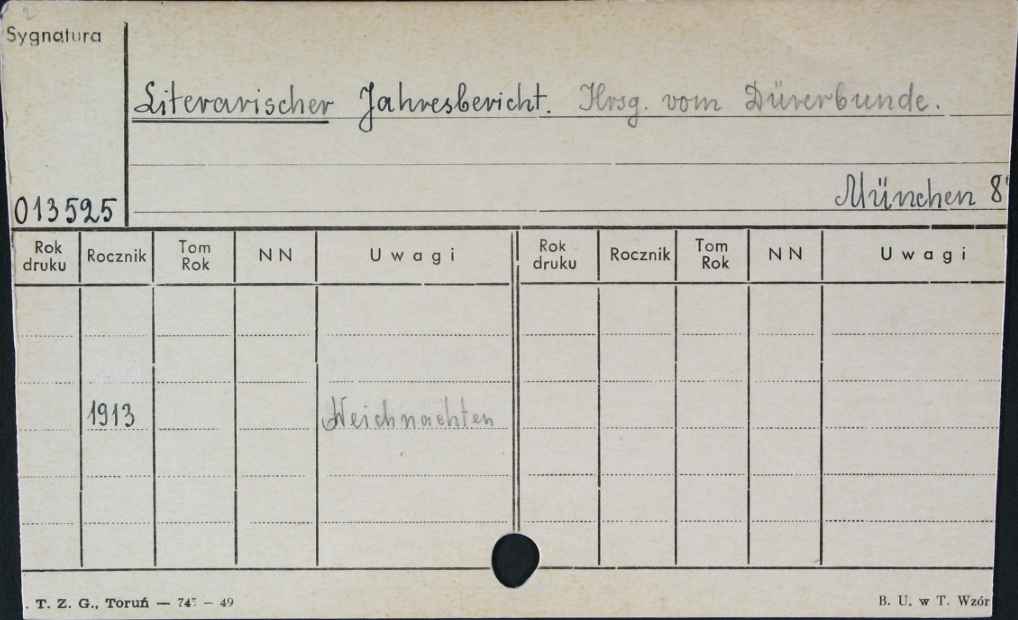 Sygnatura
Literarischer Jahresbericht. Hrsg. vom Dürerbunde.
München 8°
013525
Rok druku Rocznik Tom Rok NN Uwagi Rok druku Rocznik Tom Rok NN Uwagi
1913 Weichnachten
T. Z. G., Toruń — 49 B. U. w T. Wzór